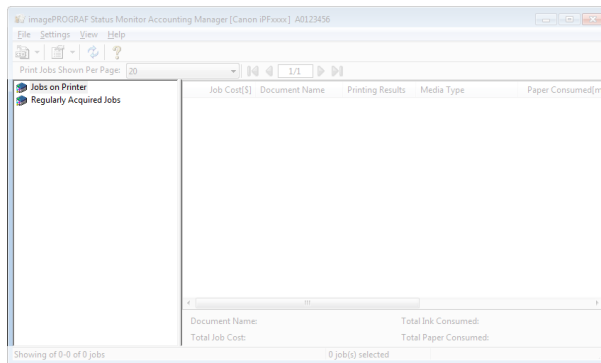 imagePROGRAF Status Monitor Accounting Manager [Canon iPFxxxx] A0123456
File Settings View Help
Print Jobs Shown Per Page: 20 1/1
Jobs on Printer
Regularly Acquired Jobs
Job Cost[$] Document Name Printing Results Media Type Paper Consumed[m
Document Name: Total Ink Consumed:
Total Job Cost: Total Paper Consumed:
Showing of 0-0 of 0 jobs 0 job(s) selected